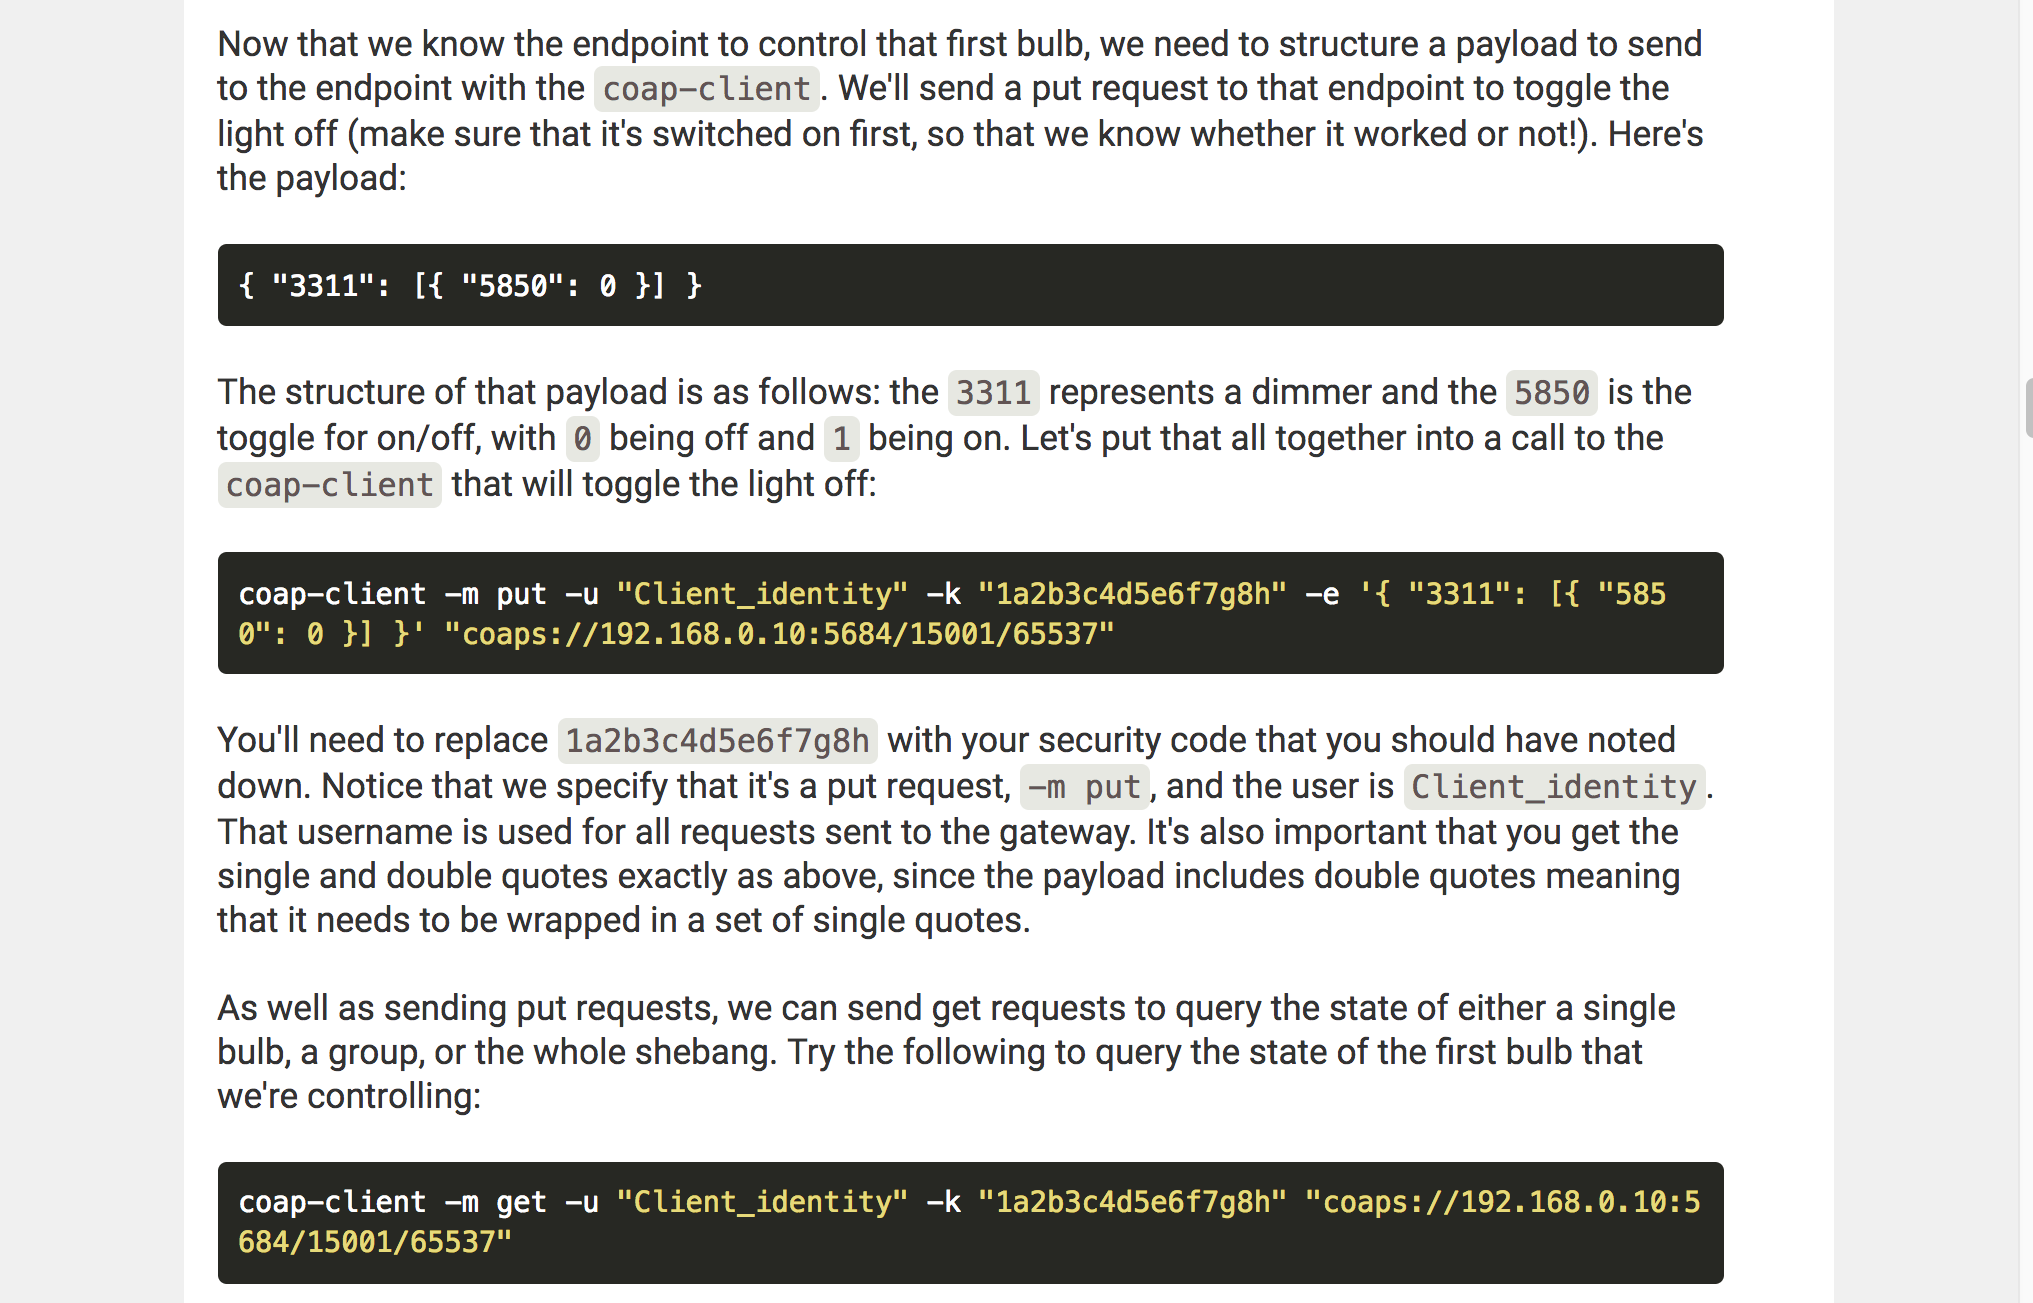 Now that we know the endpoint to control that first bulb, we need to structure a payload to send
to the endpoint with the coap-client. We'll send a put request to that endpoint to toggle the
light off (make sure that it's switched on first, so that we know whether it worked or not!). Here's
the payload:
{ "3311": [{ "5850": 0 }] }
The structure of that payload is as follows: the 3311 represents a dimmer and the 5850 is the
toggle for on/off, with 0 being off and 1 being on. Let's put that all together into a call to the
coap-client that will toggle the light off:
coap-client -m put -u "Client_identity" -k "1a2b3c4d5e6f7g8h" -e '{ "3311": [{ "585
0": 0 }] }' "coaps://192.168.0.10:5684/15001/65537"
You'll need to replace 1a2b3c4d5e6f7g8h with your security code that you should have noted
down. Notice that we specify that it's a put request, -m put, and the user is Client_identity.
That username is used for all requests sent to the gateway. It's also important that you get the
single and double quotes exactly as above, since the payload includes double quotes meaning
that it needs to be wrapped in a set of single quotes.
As well as sending put requests, we can send get requests to query the state of either a single
bulb, a group, or the whole shebang. Try the following to query the state of the first bulb that
we're controlling:
coap-client -m get -u "Client_identity" -k "1a2b3c4d5e6f7g8h" "coaps://192.168.0.10:5
684/15001/65537"